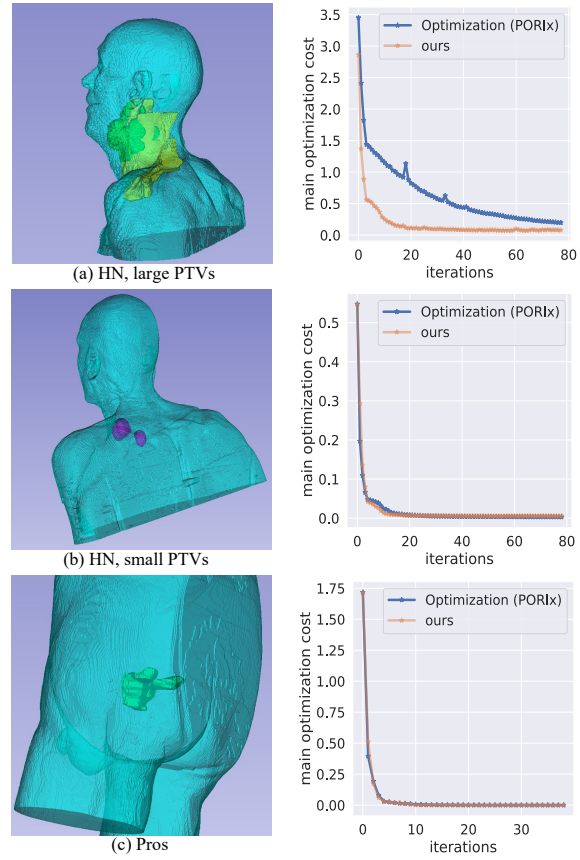 main optimization cost
3.5
3.0
2.5
2.0
1.5
1.0
0.5
0.0
Optimization (PORIx)
ours
0 20 40 60 80
iterations
(a) HN, large PTVs
main optimization cost
0.5
0.4
0.3
0.2
0.1
0.0
Optimization (PORIx)
ours
0 20 40 60 80
iterations
(b) HN, small PTVs
main optimization cost
1.75
1.50
1.25
1.00
0.75
0.50
0.25
0.00
Optimization (PORIx)
ours
0 10 20 30
iterations
(c) Pros